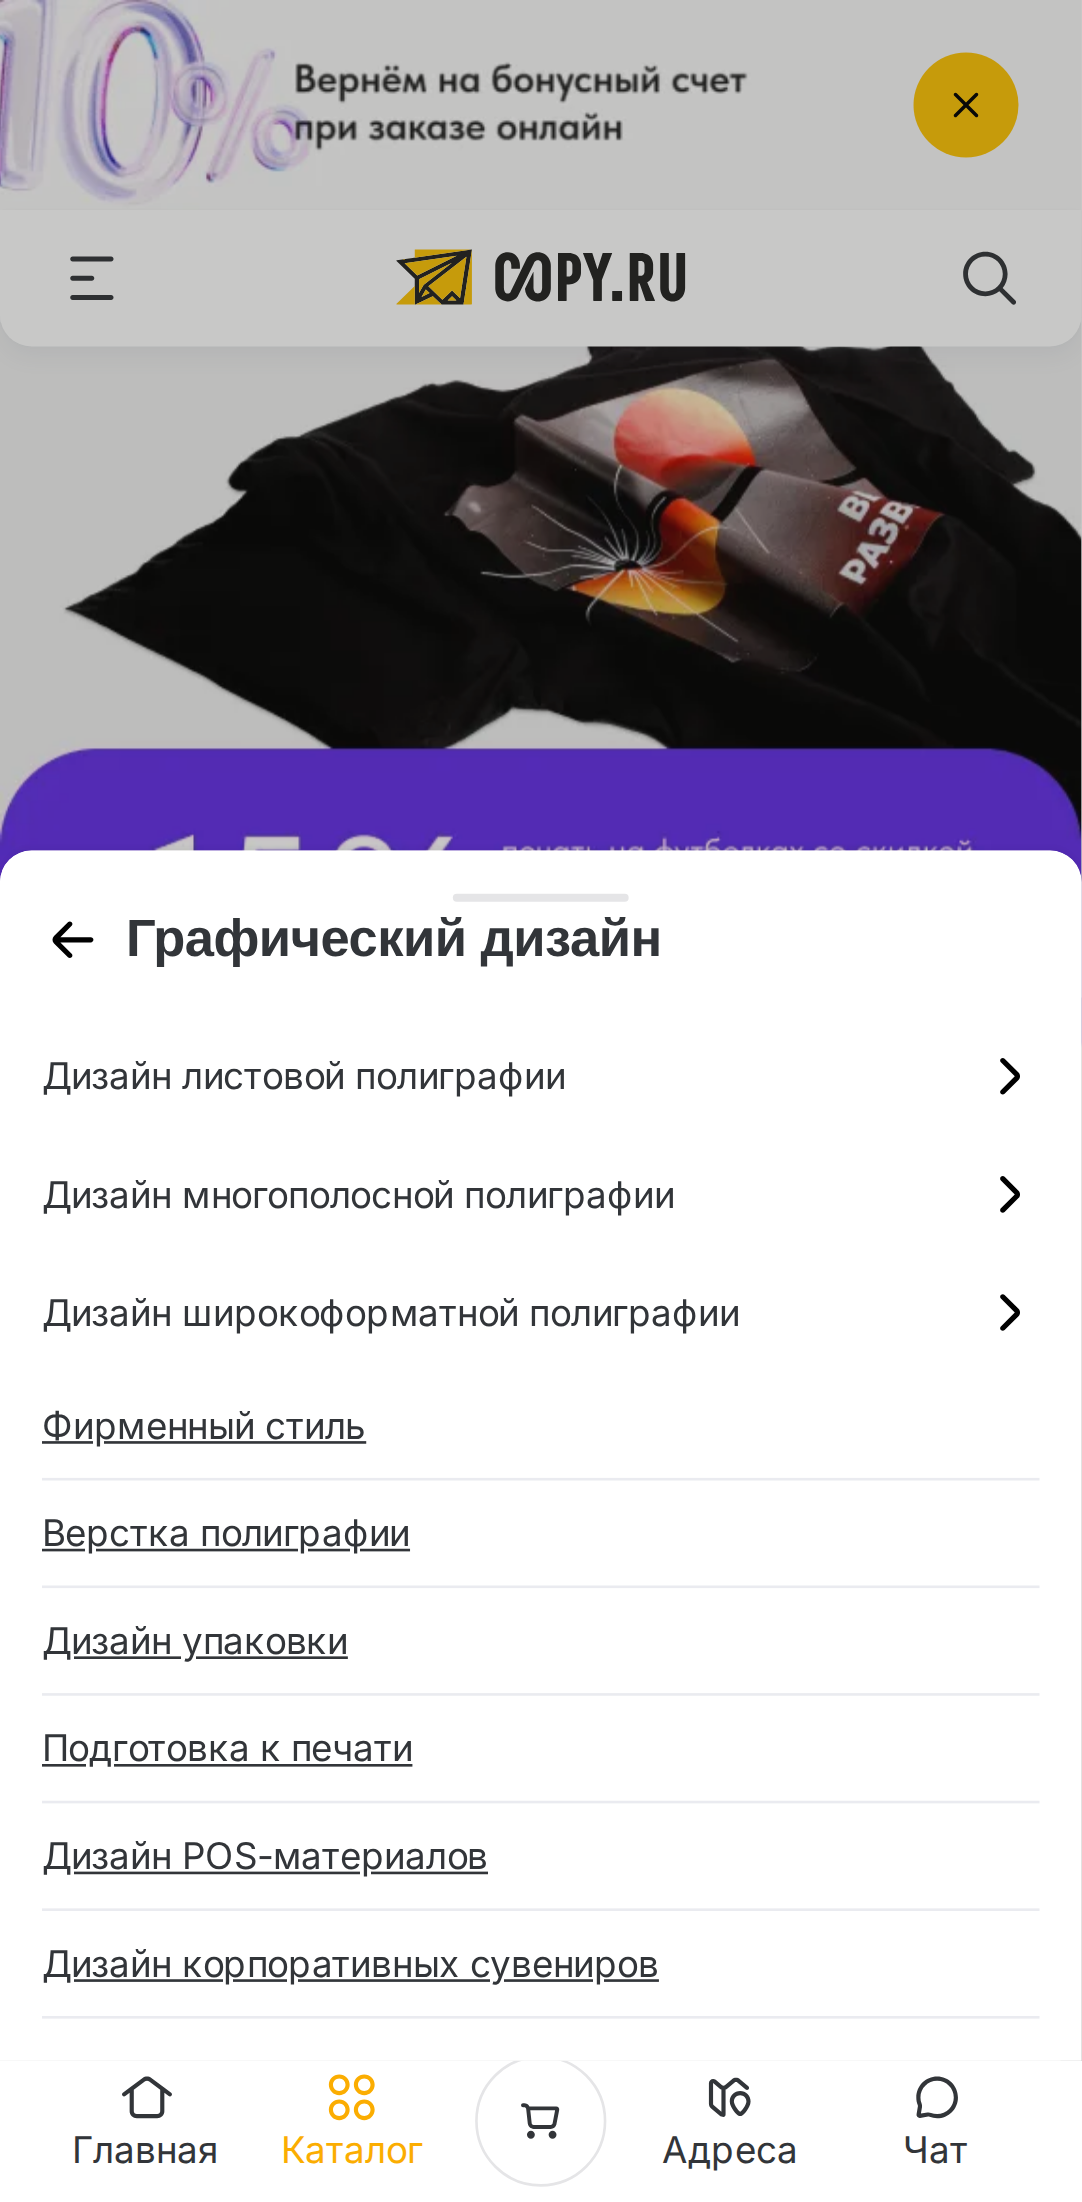 10%
Вернём на бонусный счет
при заказе онлайн
COPY.RU
РАЗВ
печать на футболках со скидкой
Графический дизайн
Дизайн листовой полиграфии
Дизайн многополосной полиграфии
Дизайн широкоформатной полиграфии
Фирменный стиль
Верстка полиграфии
Дизайн упаковки
Подготовка к печати
Дизайн POS-материалов
Дизайн корпоративных сувениров
Главная
Каталог
Адреса
Чат